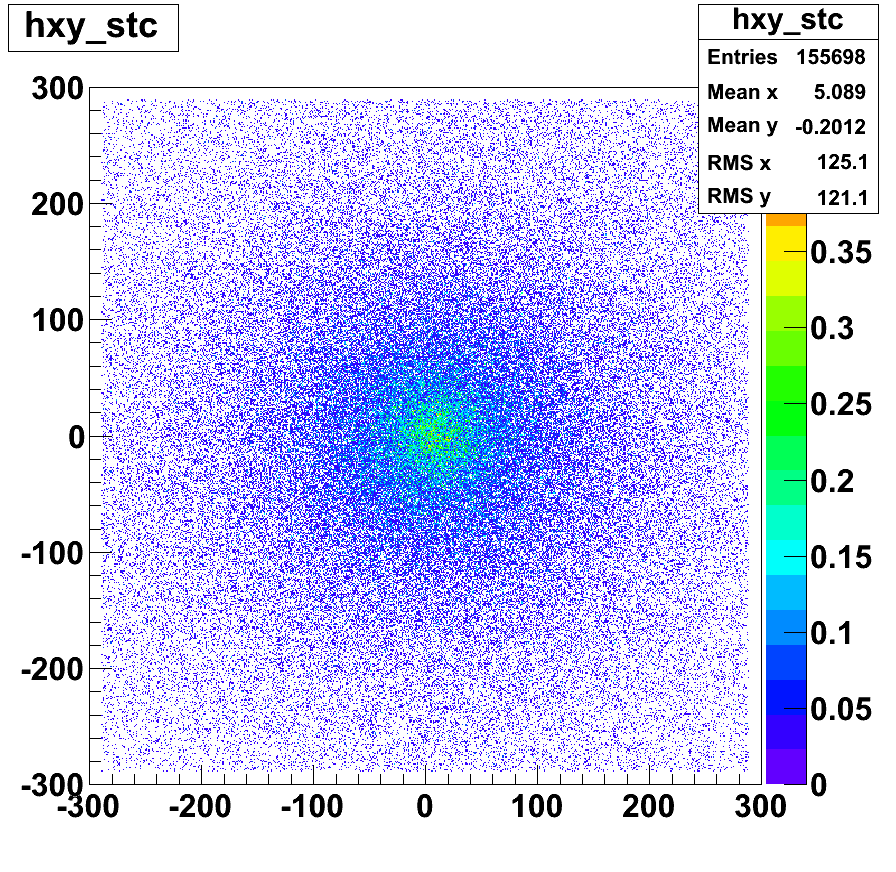 hxy_stc
hxy_stc
Entries 155698
Mean x 5.089
Mean y -0.2012
RMS x 125.1
RMS y 121.1
300
200
100
0
-100
-200
-300
-300 -200 -100 0 100 200 300
0.35
0.3
0.25
0.2
0.15
0.1
0.05
0